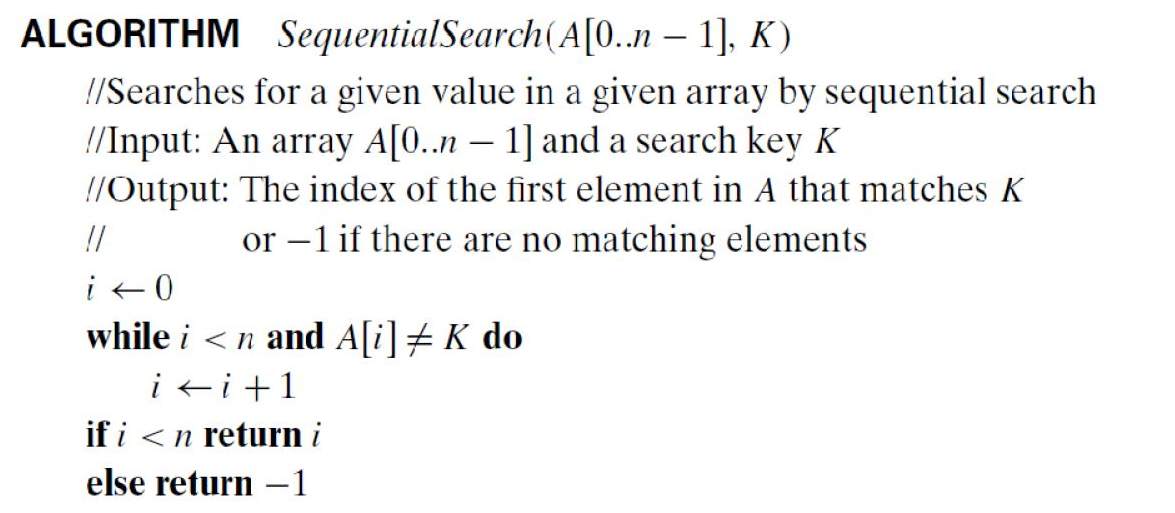 ALGORITHM SequentialSearch(A[0..n − 1], K)
//Searches for a given value in a given array by sequential search
//Input: An array A[0..n − 1] and a search key K
//Output: The index of the first element in A that matches K
// or −1 if there are no matching elements
i ← 0
while i < n and A[i] ≠ K do
i ← i + 1
if i < n return i
else return −1